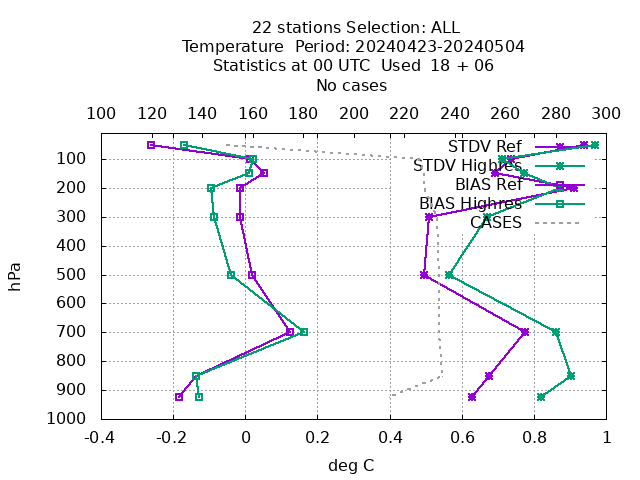 22 stations Selection: ALL
Temperature  Period: 20240423-20240504
Statistics at 00 UTC  Used  18 + 06
No cases
100 120 140 160 180 200 220 240 260 280 300
STDV Ref
STDV Highres
BIAS Ref
BIAS Highres
CASES
hPa
100
200
300
400
500
600
700
800
900
1000
-0.4 -0.2 0 0.2 0.4 0.6 0.8 1
deg C